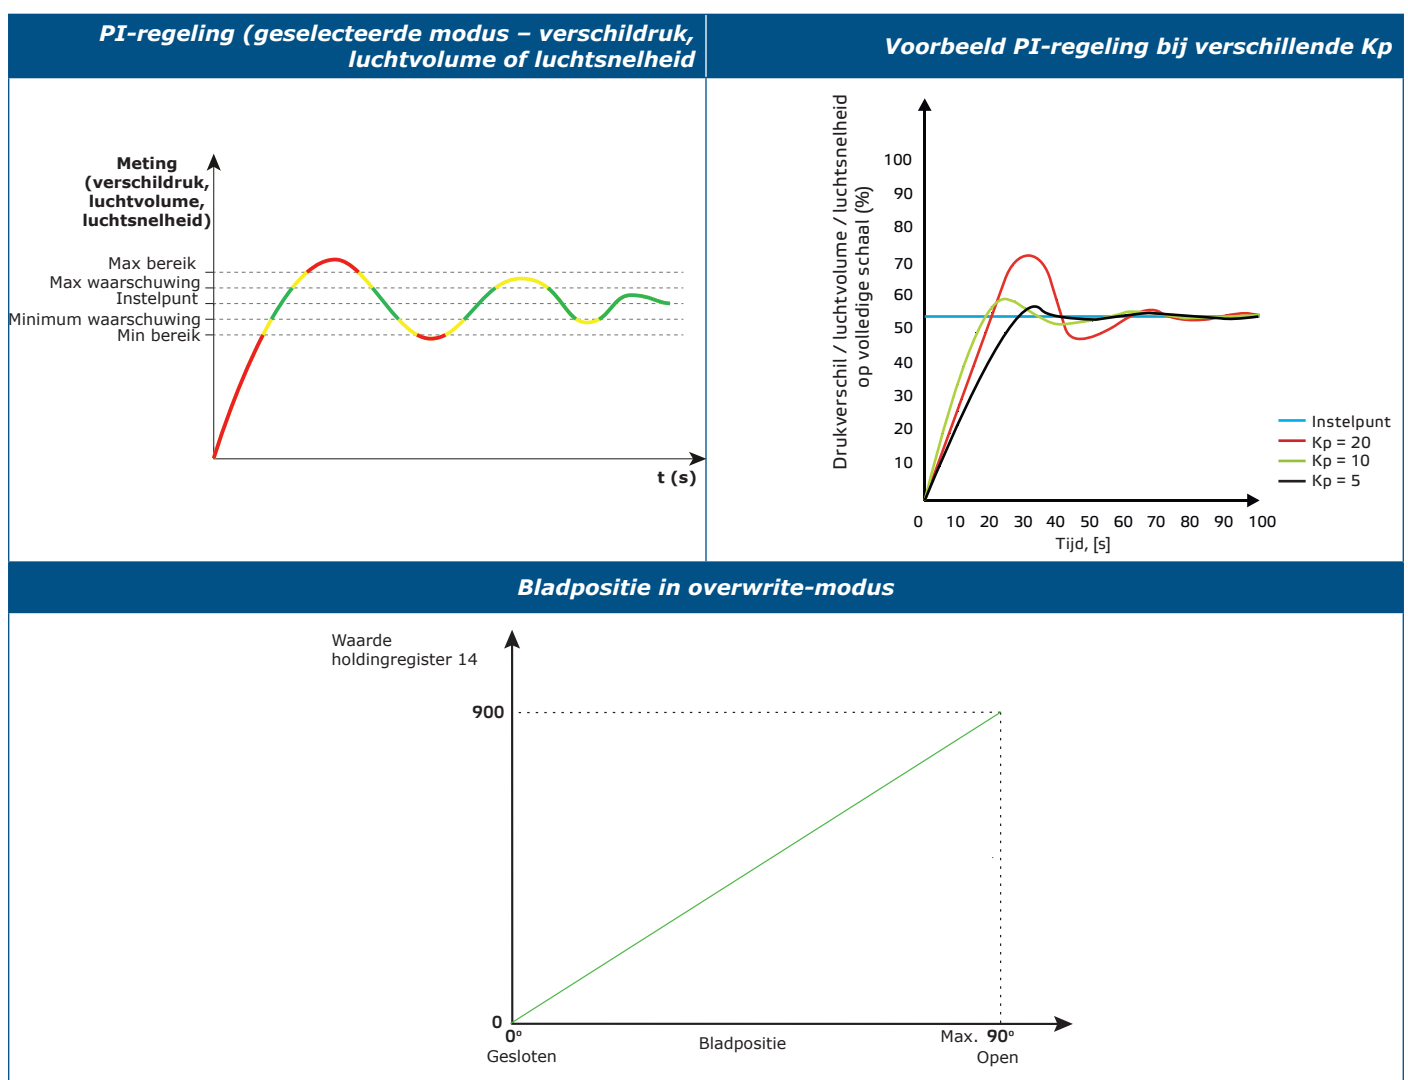 PI-regeling (geselecteerde modus – verschildruk,
luchtvolume of luchtsnelheid
Voorbeeld PI-regeling bij verschillende Kp
Meting
(verschildruk,
luchtvolume,
luchtsnelheid)
Max bereik
Max waarschuwing
Instelpunt
Minimum waarschuwing
Min bereik
t (s)
Drukverschil / luchtvolume / luchtsnelheid
op volledige schaal (%)
100
90
80
70
60
50
40
30
20
10
0 10 20 30 40 50 60 70 80 90 100
Tijd, [s]
Instelpunt
Kp = 20
Kp = 10
Kp = 5
Bladpositie in overwrite-modus
Waarde
holdingregister 14
900
0
0° Max. 90°
Gesloten Bladpositie Open